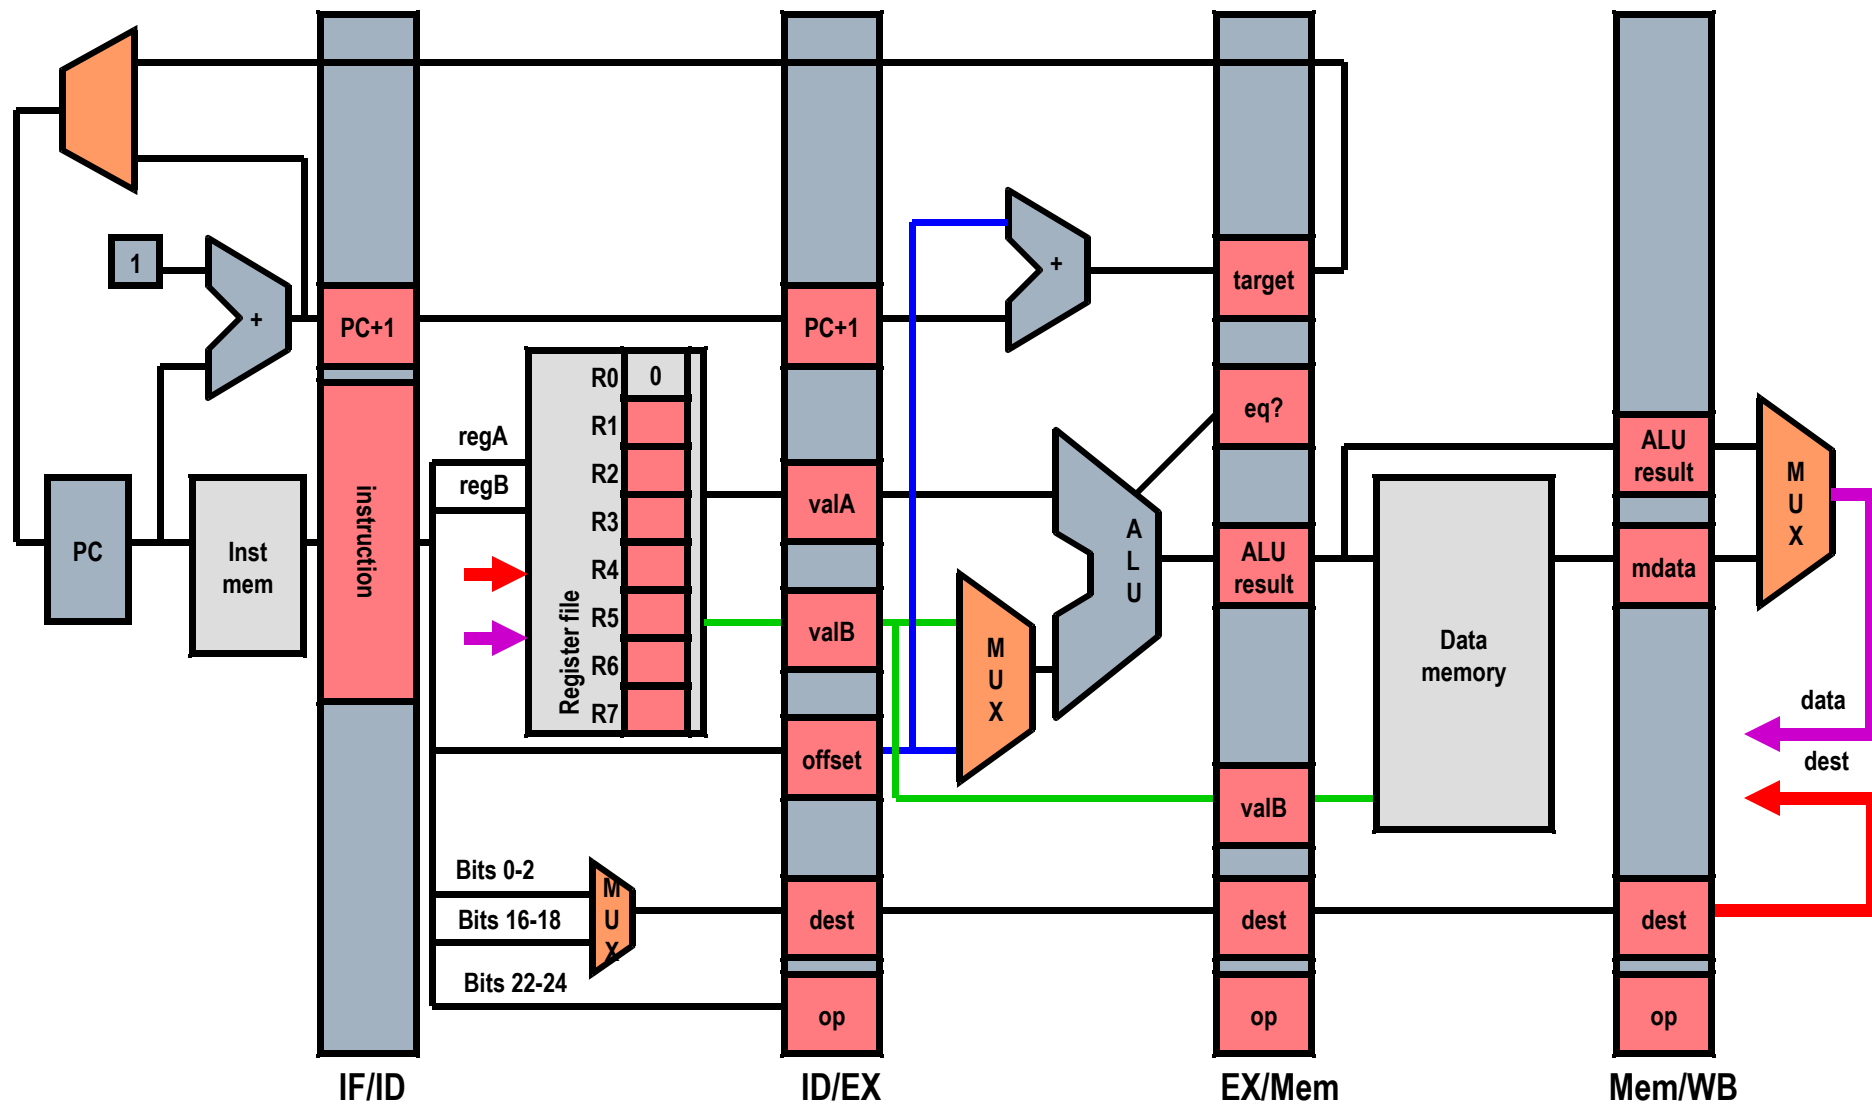 1
+
PC+1
PC
Inst
mem
instruction
regA
regB
Register file
R0
0
R1
R2
R3
R4
R5
R6
R7
Bits 0-2
Bits 16-18
Bits 22-24
M
U
X
PC+1
valA
valB
offset
dest
op
+
M
U
X
A
L
U
target
eq?
ALU
result
valB
dest
op
Data
memory
ALU
result
mdata
dest
op
M
U
X
data
dest
IF/ID
ID/EX
EX/Mem
Mem/WB